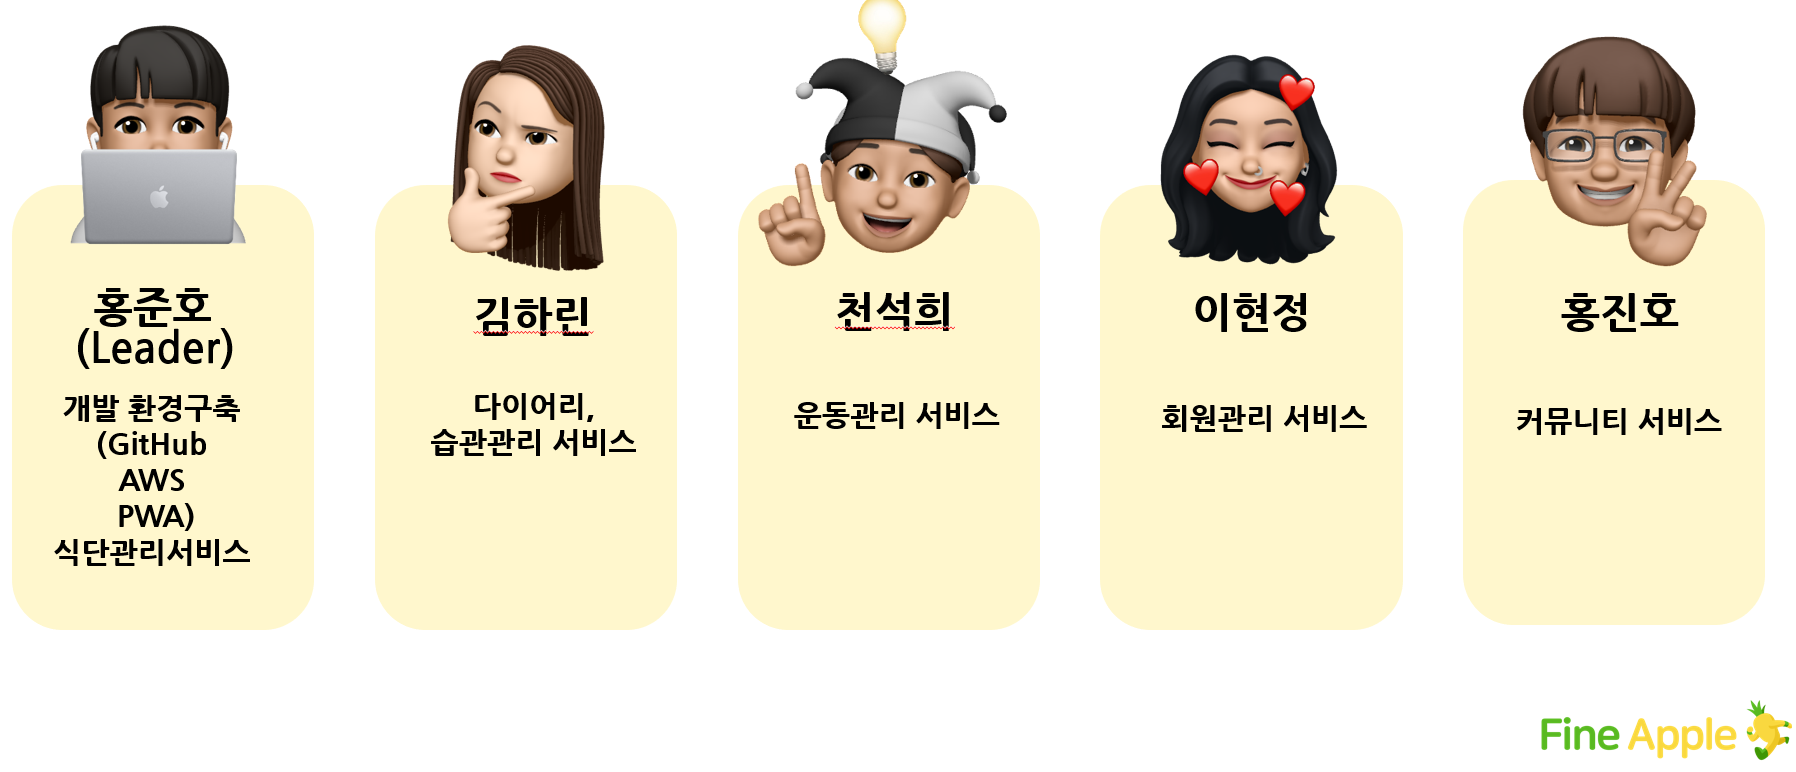 홍준호
(Leader)
개발 환경구축
(GitHub
AWS
PWA)
식단관리서비스
김하린
다이어리,
습관관리 서비스
천석희
운동관리 서비스
이현정
회원관리 서비스
홍진호
커뮤니티 서비스
Fine Apple